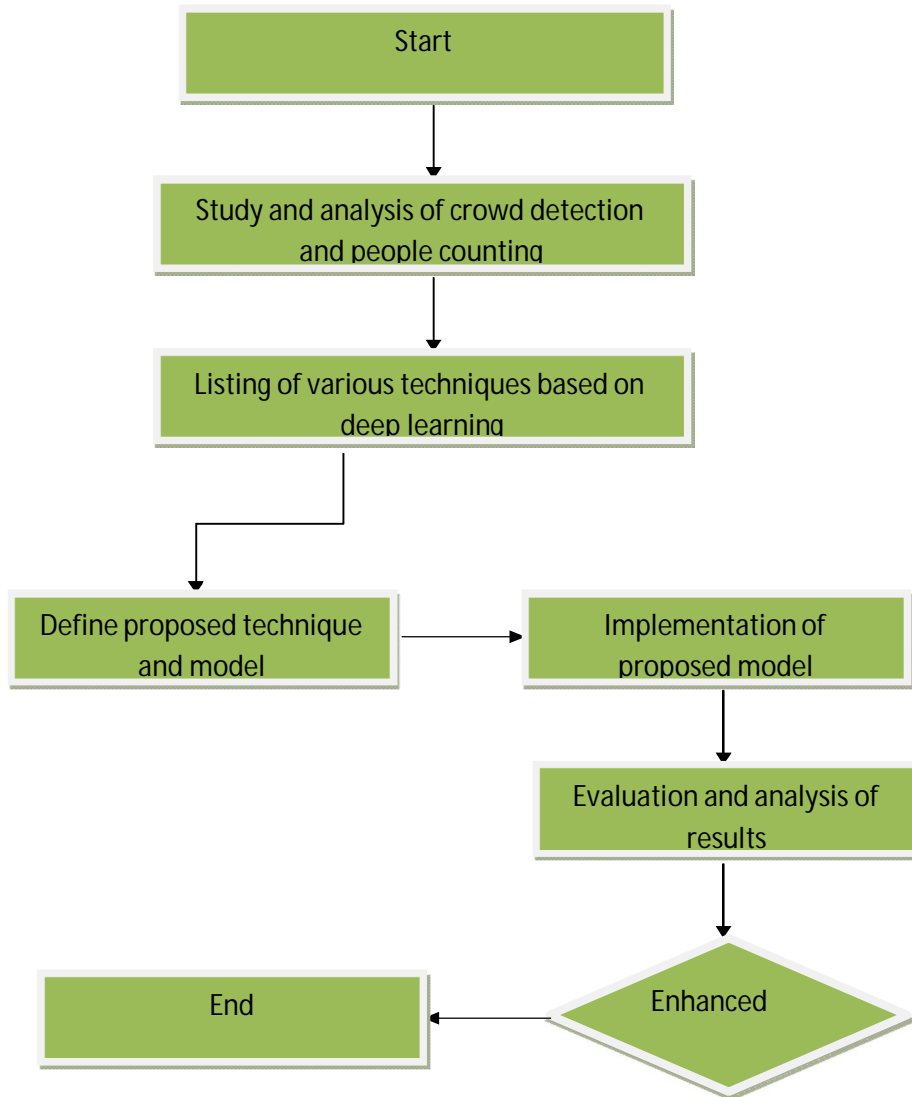 Start
Study and analysis of crowd detection
and people counting
Listing of various techniques based on
deep learning
Define proposed technique
and model
Implementation of
proposed model
Evaluation and analysis of
results
Enhanced
End